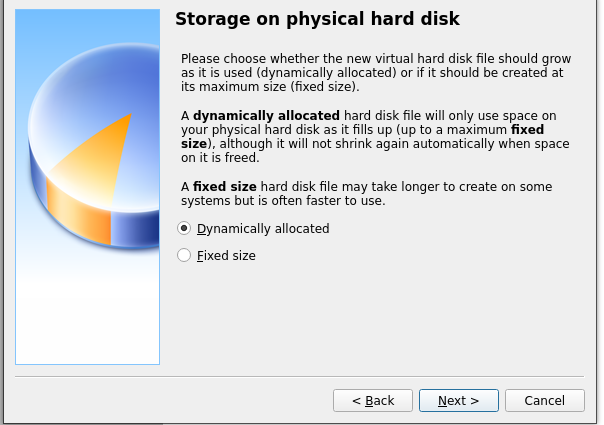 Storage on physical hard disk
Please choose whether the new virtual hard disk file should grow
as it is used (dynamically allocated) or if it should be created at
its maximum size (fixed size).
A dynamically allocated hard disk file will only use space on
your physical hard disk as it fills up (up to a maximum fixed
size), although it will not shrink again automatically when space
on it is freed.
A fixed size hard disk file may take longer to create on some
systems but is often faster to use.
Dynamically allocated
Fixed size
< Back
Next >
Cancel